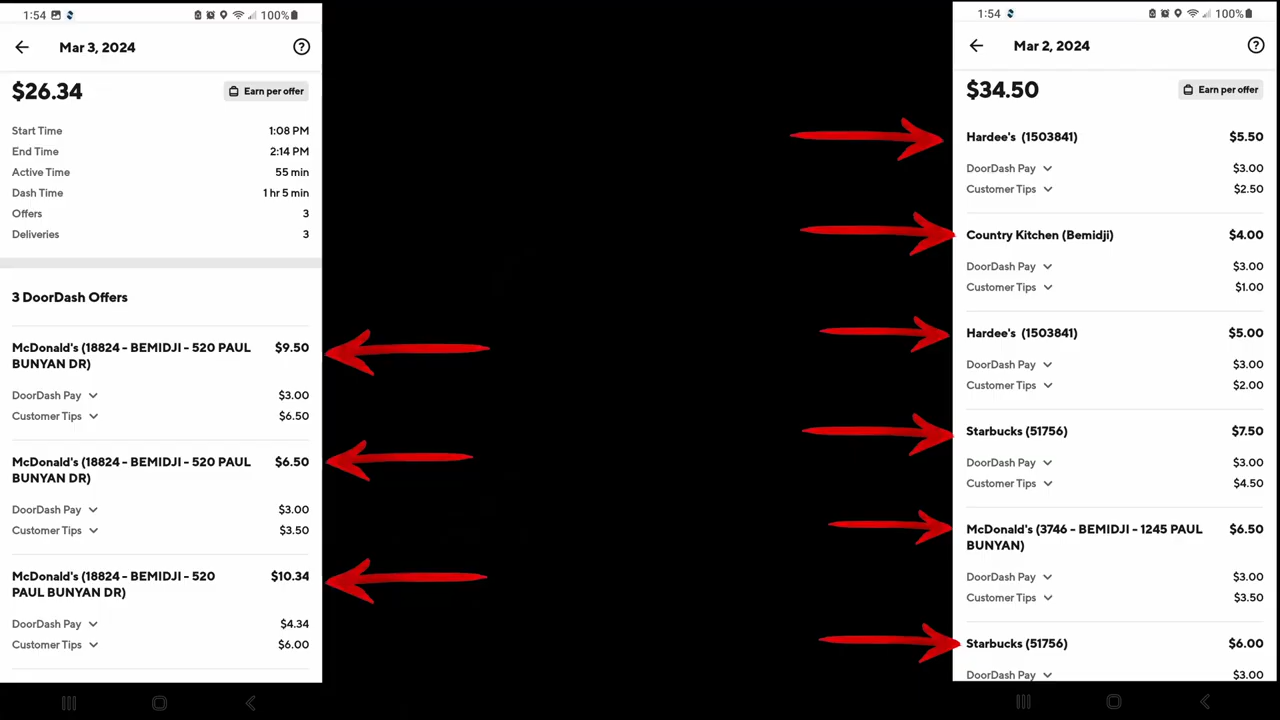 1:54
100%
Mar 3, 2024
$26.34
Earn per offer
Start Time 1:08 PM
End Time 2:14 PM
Active Time 55 min
Dash Time 1 hr 5 min
Offers 3
Deliveries 3
3 DoorDash Offers
McDonald's (18824 - BEMIDJI - 520 PAUL $9.50
BUNYAN DR)
DoorDash Pay $3.00
Customer Tips $6.50
McDonald's (18824 - BEMIDJI - 520 PAUL $6.50
BUNYAN DR)
DoorDash Pay $3.00
Customer Tips $3.50
McDonald's (18824 - BEMIDJI - 520 $10.34
PAUL BUNYAN DR)
DoorDash Pay $4.34
Customer Tips $6.00
1:54
100%
Mar 2, 2024
$34.50
Earn per offer
Hardee's (1503841) $5.50
DoorDash Pay $3.00
Customer Tips $2.50
Country Kitchen (Bemidji) $4.00
DoorDash Pay $3.00
Customer Tips $1.00
Hardee's (1503841) $5.00
DoorDash Pay $3.00
Customer Tips $2.00
Starbucks (51756) $7.50
DoorDash Pay $3.00
Customer Tips $4.50
McDonald's (3746 - BEMIDJI - 1245 PAUL $6.50
BUNYAN)
DoorDash Pay $3.00
Customer Tips $3.50
Starbucks (51756) $6.00
DoorDash Pay $3.00